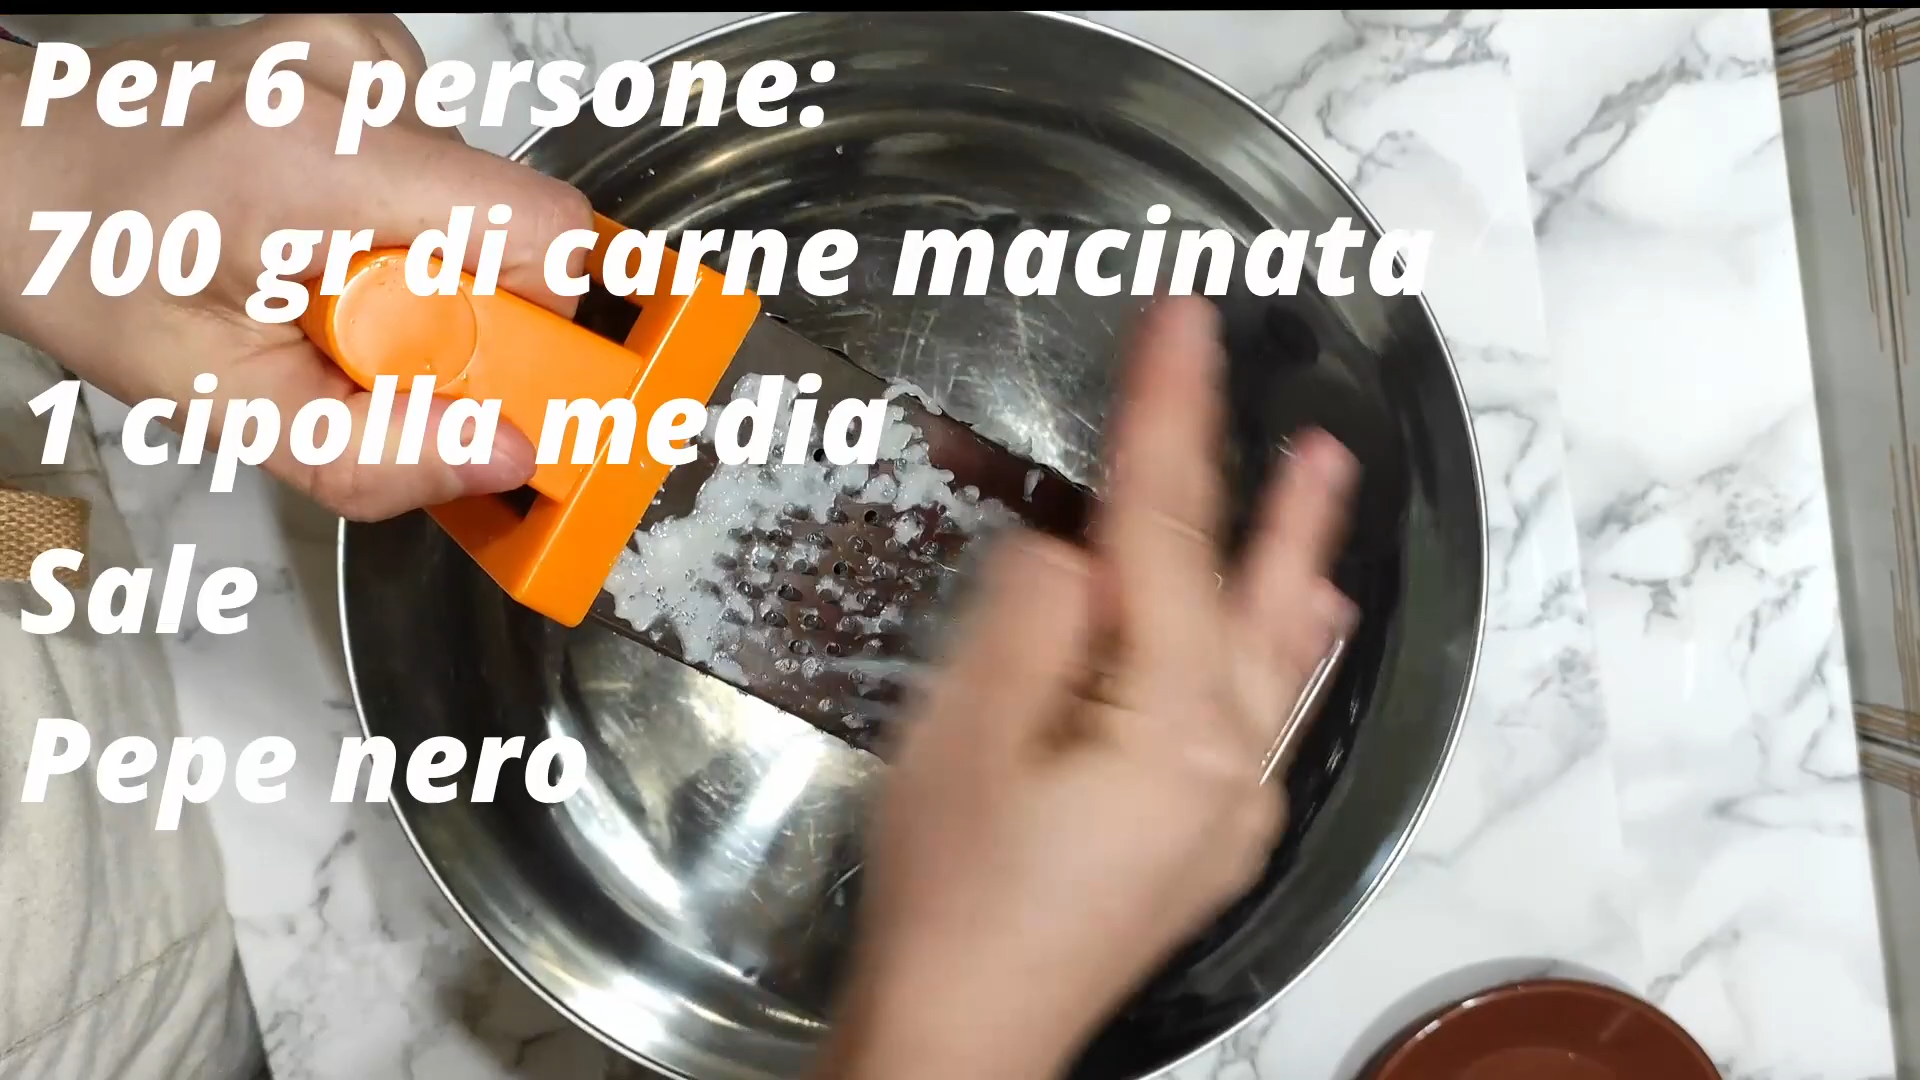 Per 6 persone:
700 gr di carne macinata
1 cipolla media
Sale
Pepe nero